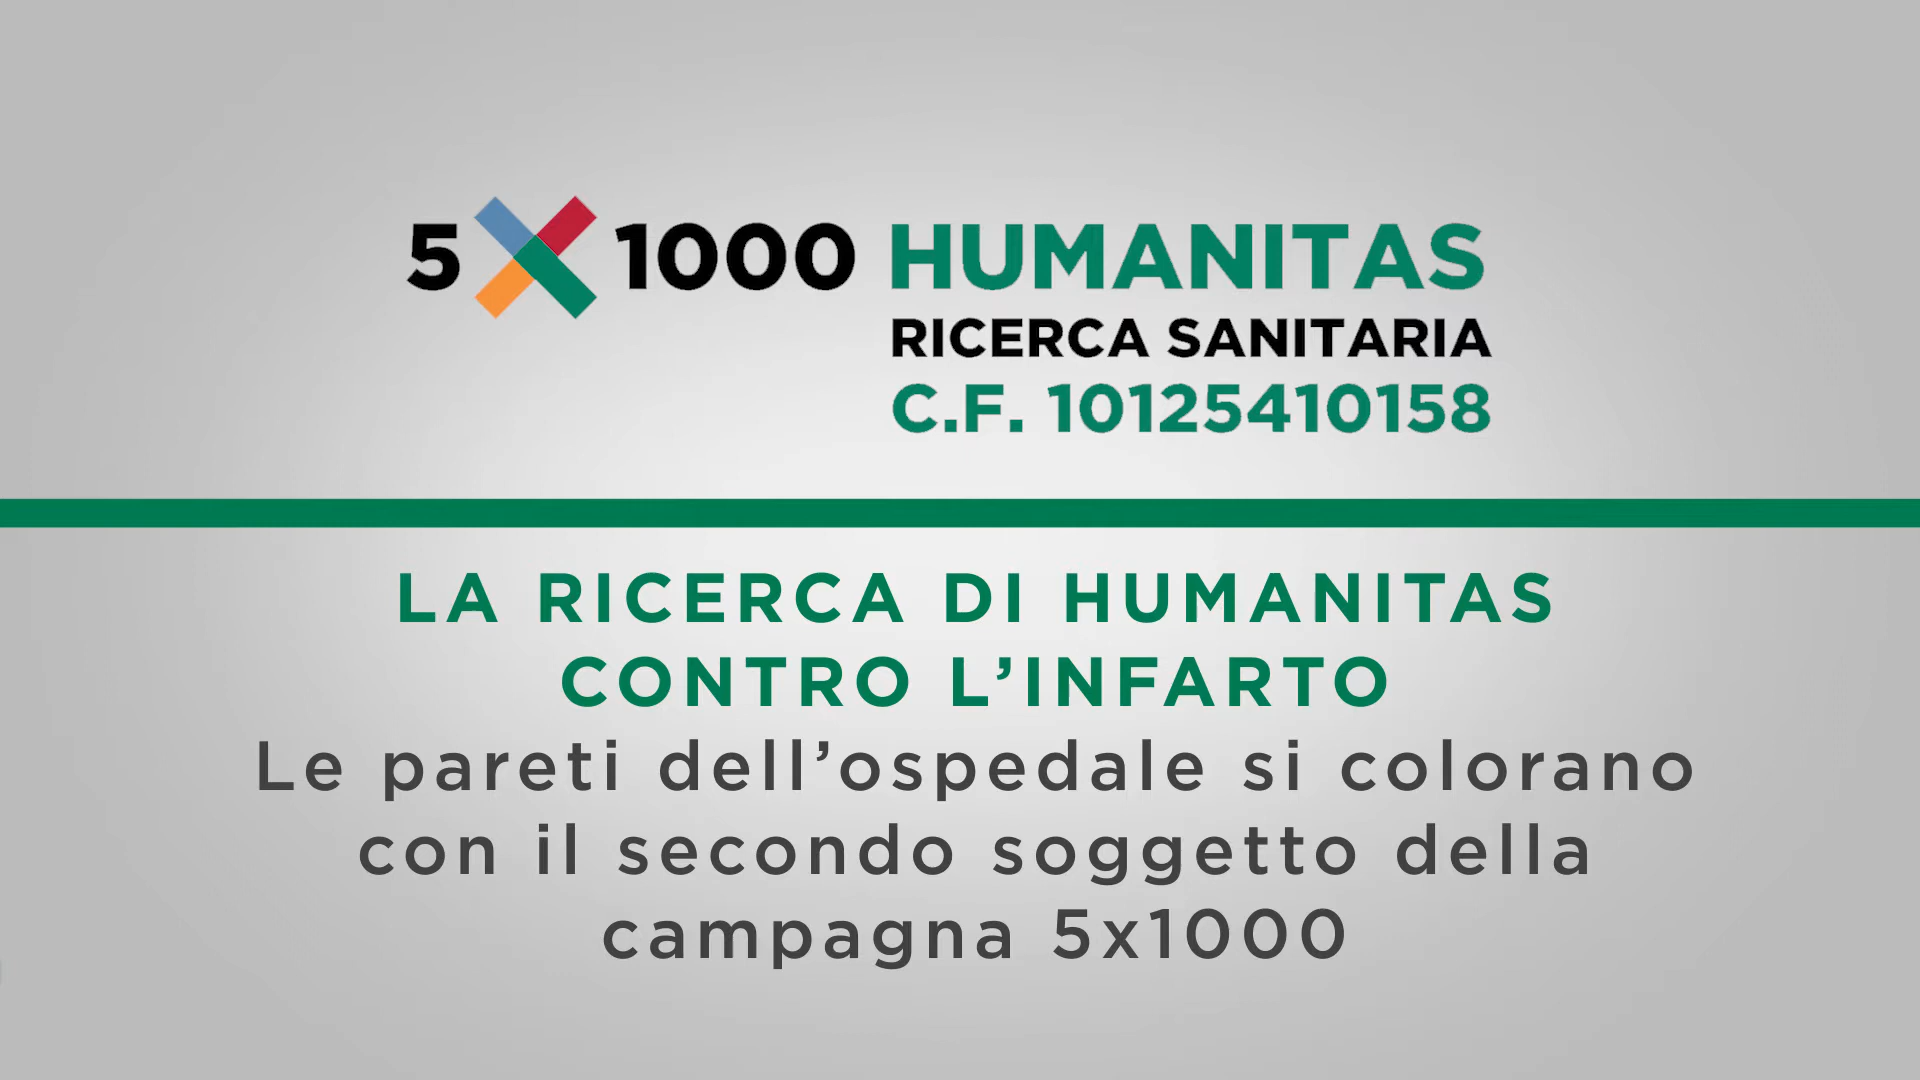 5X1000 HUMANITAS
RICERCA SANITARIA
C.F. 10125410158
LA RICERCA DI HUMANITAS
CONTRO L’INFARTO
Le pareti dell’ospedale si colorano
con il secondo soggetto della
campagna 5x1000